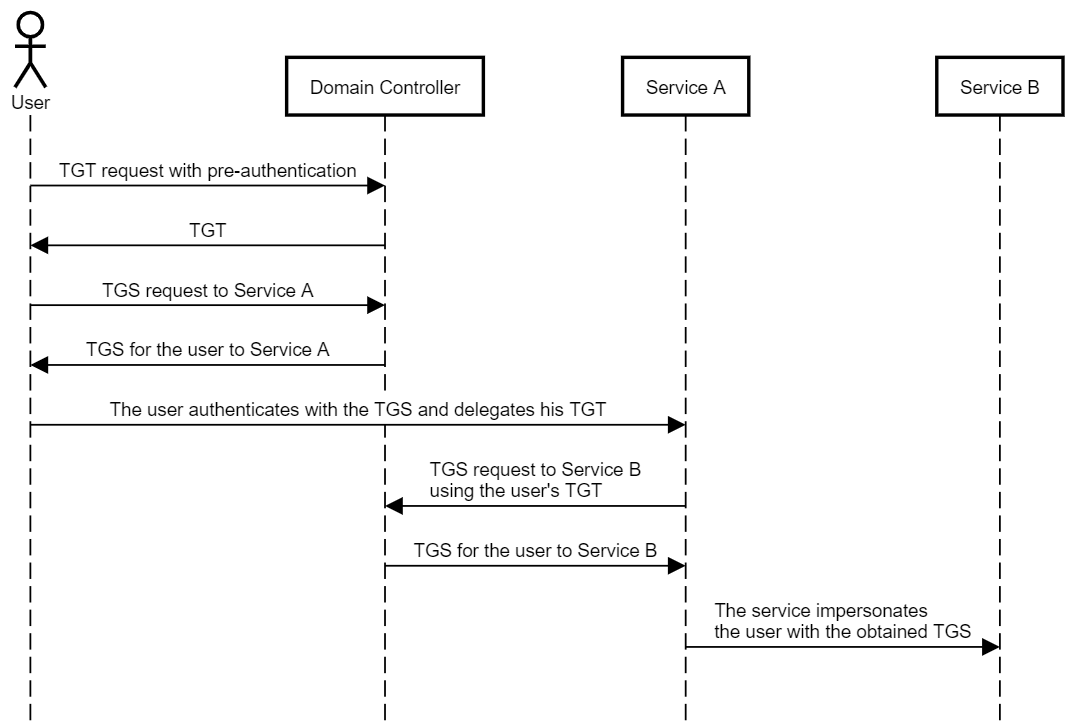 User
Domain Controller
Service A
Service B
TGT request with pre-authentication
TGT
TGS request to Service A
TGS for the user to Service A
The user authenticates with the TGS and delegates his TGT
TGS request to Service B
using the user's TGT
TGS for the user to Service B
The service impersonates
the user with the obtained TGS